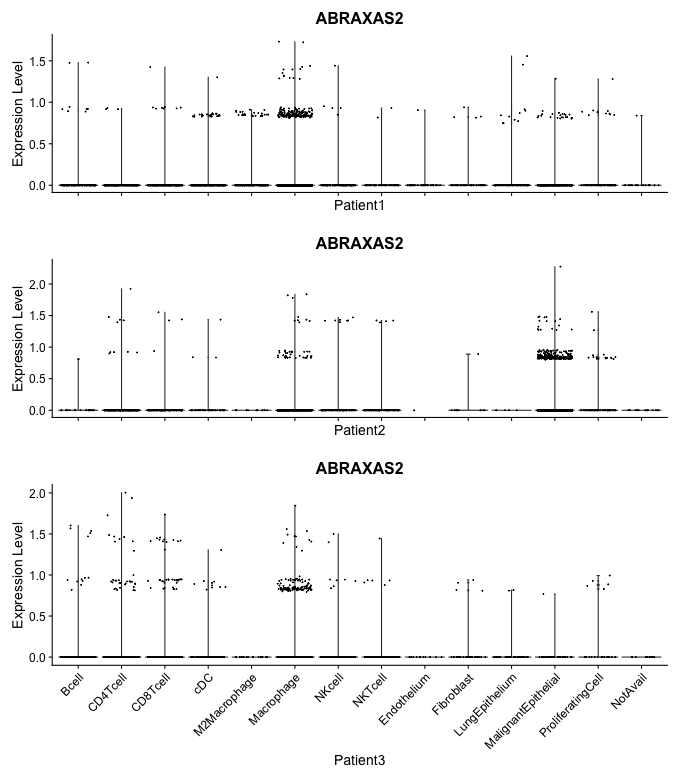 ABRAXAS2
Expression Level
1.5
1.0
0.5
0.0
Patient1
ABRAXAS2
Expression Level
2.0
1.5
1.0
0.5
0.0
Patient2
ABRAXAS2
Expression Level
2.0
1.5
1.0
0.5
0.0
Bcell
CD4Tcell
CD8Tcell
cDC
M2Macrophage
Macrophage
NKcell
NKTcell
Endothelium
Fibroblast
LungEpithelium
MalignantEpithelial
ProliferatingCell
NotAvail
Patient3